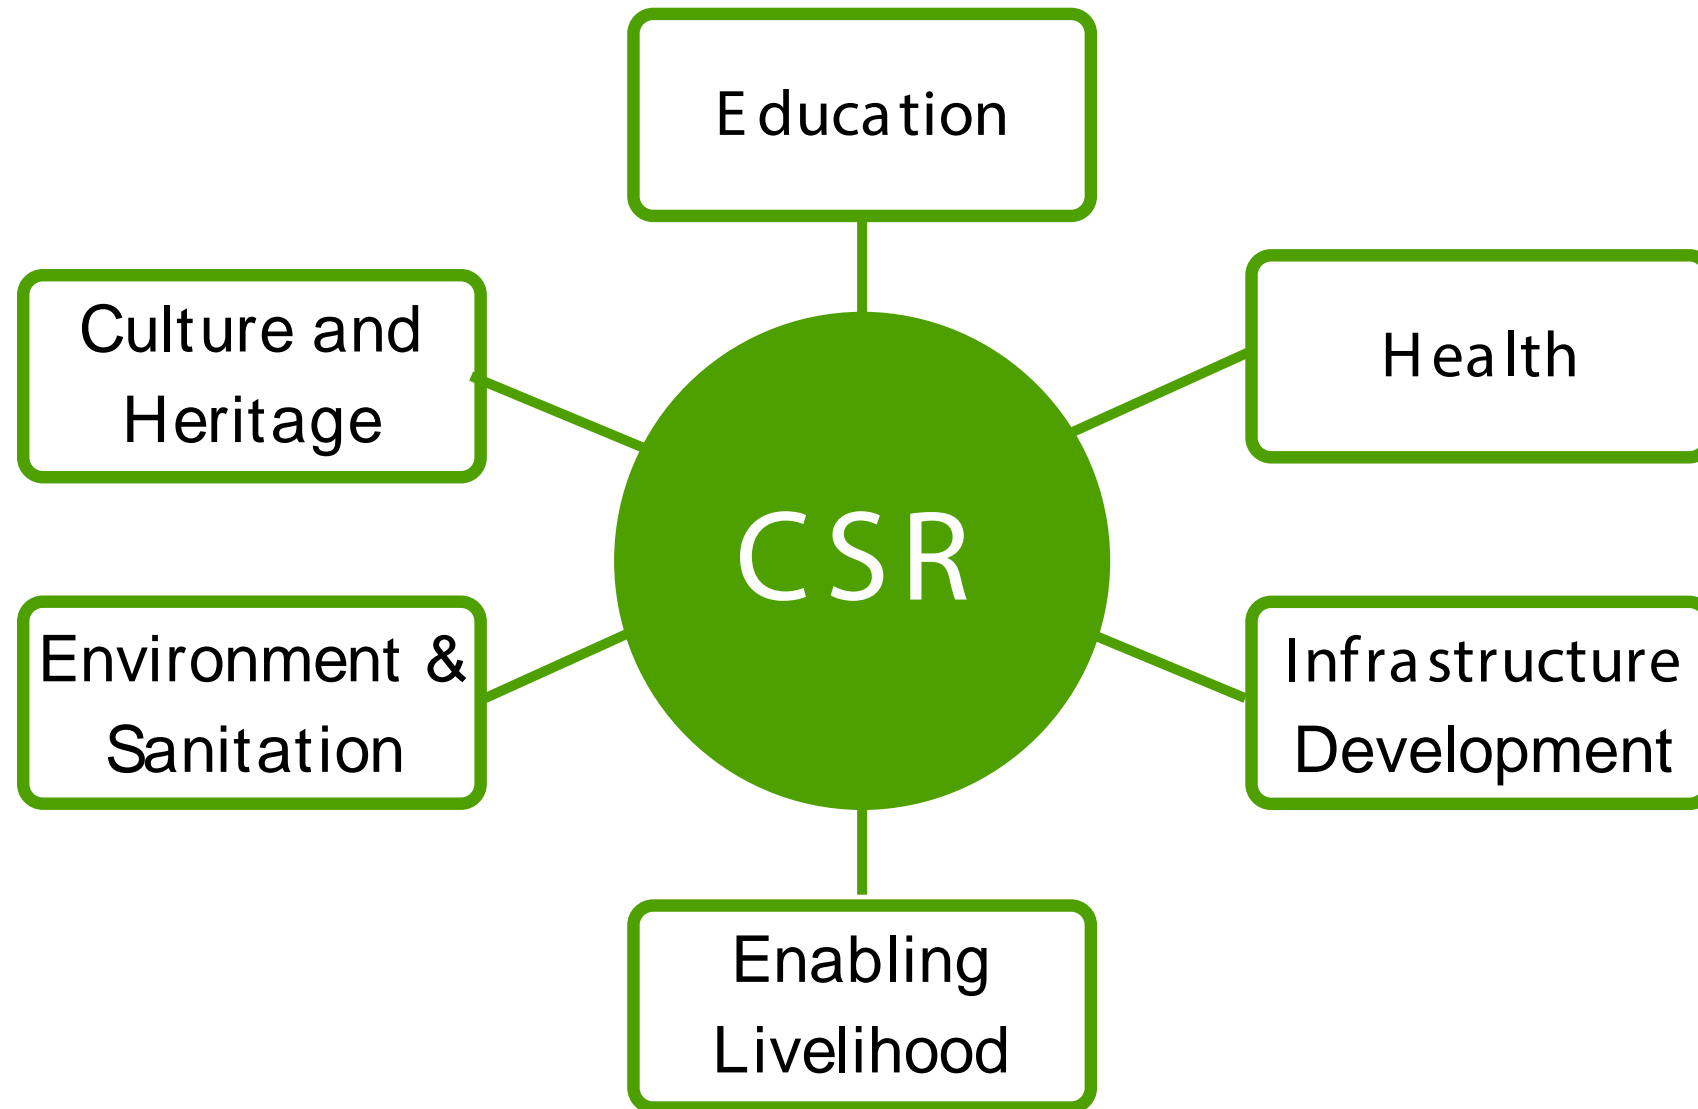 Education
Culture and
Heritage
Health
CSR
Environment &
Sanitation
Infrastructure
Development
Enabling
Livelihood